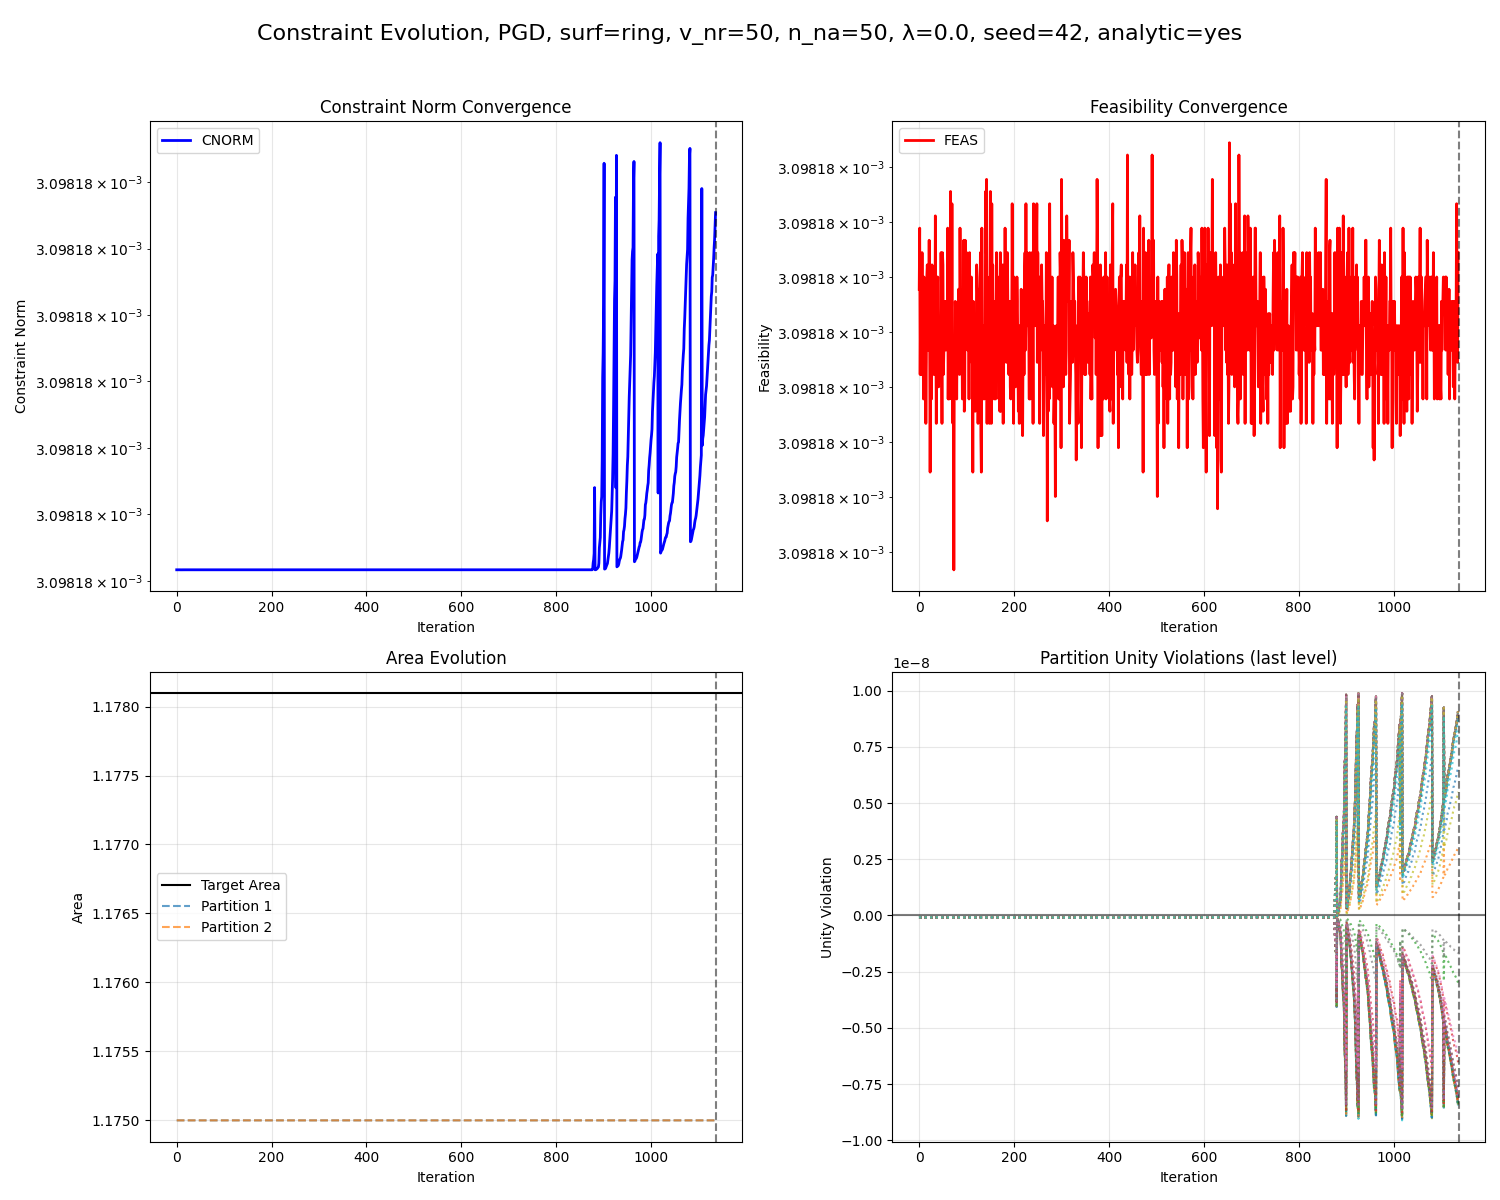 Constraint Evolution, PGD, surf=ring, v_nr=50, n_na=50, λ=0.0, seed=42, analytic=yes
Constraint Norm Convergence
CNORM
3.09818 × 10⁻³
3.09818 × 10⁻³
3.09818 × 10⁻³
3.09818 × 10⁻³
3.09818 × 10⁻³
3.09818 × 10⁻³
3.09818 × 10⁻³
Constraint Norm
0 200 400 600 800 1000
Iteration
Feasibility Convergence
FEAS
3.09818 × 10⁻³
3.09818 × 10⁻³
3.09818 × 10⁻³
3.09818 × 10⁻³
3.09818 × 10⁻³
3.09818 × 10⁻³
3.09818 × 10⁻³
3.09818 × 10⁻³
Feasibility
0 200 400 600 800 1000
Iteration
Area Evolution
1.1780
1.1775
1.1770
1.1765
1.1760
1.1755
1.1750
Area
Target Area
Partition 1
Partition 2
0 200 400 600 800 1000
Iteration
Partition Unity Violations (last level)
1e−8
1.00
0.75
0.50
0.25
0.00
−0.25
−0.50
−0.75
−1.00
Unity Violation
0 200 400 600 800 1000
Iteration